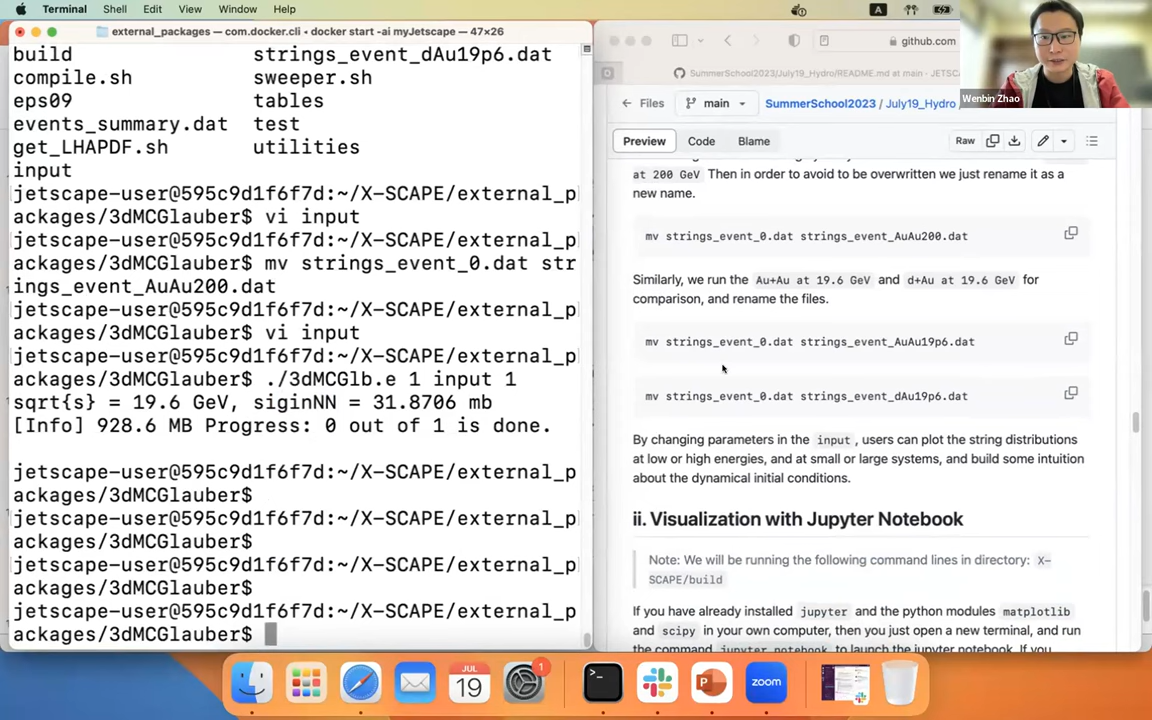 Terminal Shell Edit View Window Help
A
external_packages — com.docker.cli ‹ docker start -ai myJetscape — 47×26
build strings_event_dAu19p6.dat
compile.sh sweeper.sh
eps09 tables
events_summary.dat test
get_LHAPDF.sh utilities
input
jetscape-user@595c9d1f6f7d:~/X-SCAPE/external_p
ackages/3dMCGlauber$ vi input
jetscape-user@595c9d1f6f7d:~/X-SCAPE/external_p
ackages/3dMCGlauber$ mv strings_event_0.dat str
ings_event_AuAu200.dat
jetscape-user@595c9d1f6f7d:~/X-SCAPE/external_p
ackages/3dMCGlauber$ vi input
jetscape-user@595c9d1f6f7d:~/X-SCAPE/external_p
ackages/3dMCGlauber$ ./3dMCGlb.e 1 input 1
sqrt{s} = 19.6 GeV, siginNN = 31.8706 mb
[Info] 928.6 MB Progress: 0 out of 1 is done.
jetscape-user@595c9d1f6f7d:~/X-SCAPE/external_p
ackages/3dMCGlauber$
jetscape-user@595c9d1f6f7d:~/X-SCAPE/external_p
ackages/3dMCGlauber$
jetscape-user@595c9d1f6f7d:~/X-SCAPE/external_p
ackages/3dMCGlauber$
jetscape-user@595c9d1f6f7d:~/X-SCAPE/external_p
ackages/3dMCGlauber$
github.com
SummerSchool2023/July19_Hydro/README.md at main · JETSCA
Wenbin Zhao
Files main SummerSchool2023 / July19_Hydro /
Preview Code Blame Raw
at 200 GeV Then in order to avoid to be overwritten we just rename it as a
new name.
mv strings_event_0.dat strings_event_AuAu200.dat
Similarly, we run the Au+Au at 19.6 GeV and d+Au at 19.6 GeV for
comparison, and rename the files.
mv strings_event_0.dat strings_event_AuAu19p6.dat
mv strings_event_0.dat strings_event_dAu19p6.dat
By changing parameters in the input , users can plot the string distributions
at low or high energies, and at small or large systems, and build some intuition
about the dynamical initial conditions.
ii. Visualization with Jupyter Notebook
Note: We will be running the following command lines in directory: X-
SCAPE/build
If you have already installed jupyter and the python modules matplotlib
and scipy in your own computer, then you just open a new terminal, and run
the command jupyter notebook to launch the jupyter notebook. If you
JUL
19
1
zoom